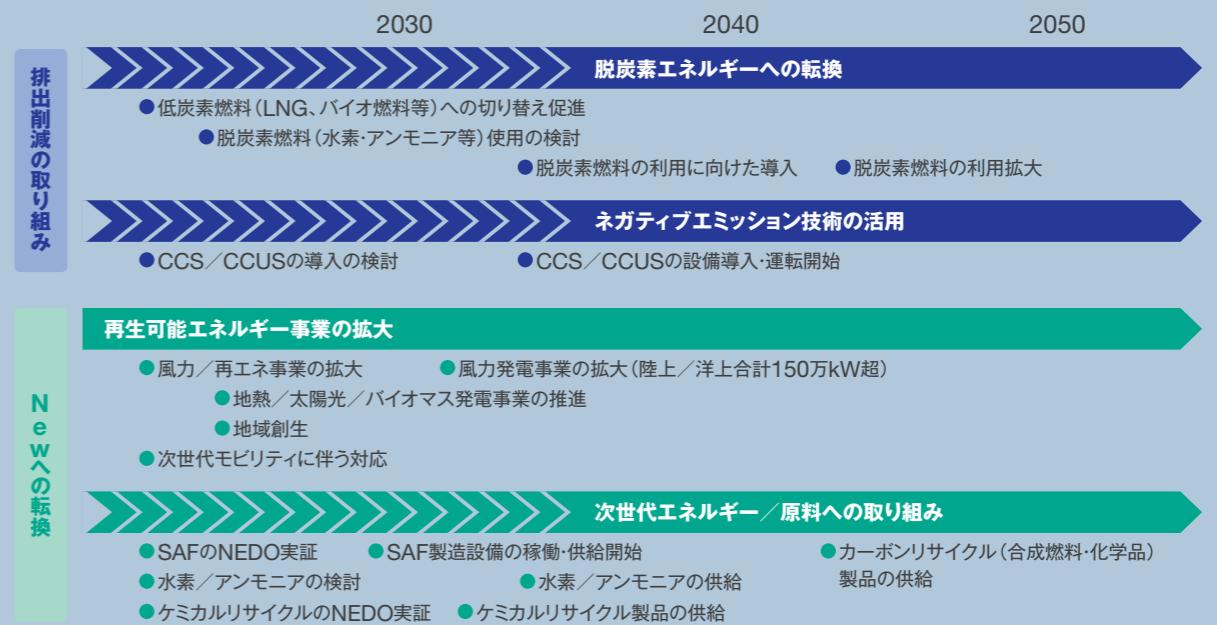 2030 2040 2050
排出削減の取り組み
脱炭素エネルギーへの転換
●低炭素燃料（LNG、バイオ燃料等）への切り替え促進
●脱炭素燃料（水素・アンモニア等）使用の検討
●脱炭素燃料の利用に向けた導入 ●脱炭素燃料の利用拡大
ネガティブエミッション技術の活用
●CCS／CCUSの導入の検討 ●CCS／CCUSの設備導入・運転開始
Newへの転換
再生可能エネルギー事業の拡大
●風力／再エネ事業の拡大 ●風力発電事業の拡大（陸上／洋上合計150万kW超）
●地熱／太陽光／バイオマス発電事業の推進
●地域創生
●次世代モビリティに伴う対応
次世代エネルギー／原料への取り組み
●SAFのNEDO実証 ●SAF製造設備の稼働・供給開始 ●カーボンリサイクル（合成燃料・化学品）
製品の供給
●水素／アンモニアの検討 ●水素／アンモニアの供給
●ケミカルリサイクルのNEDO実証 ●ケミカルリサイクル製品の供給